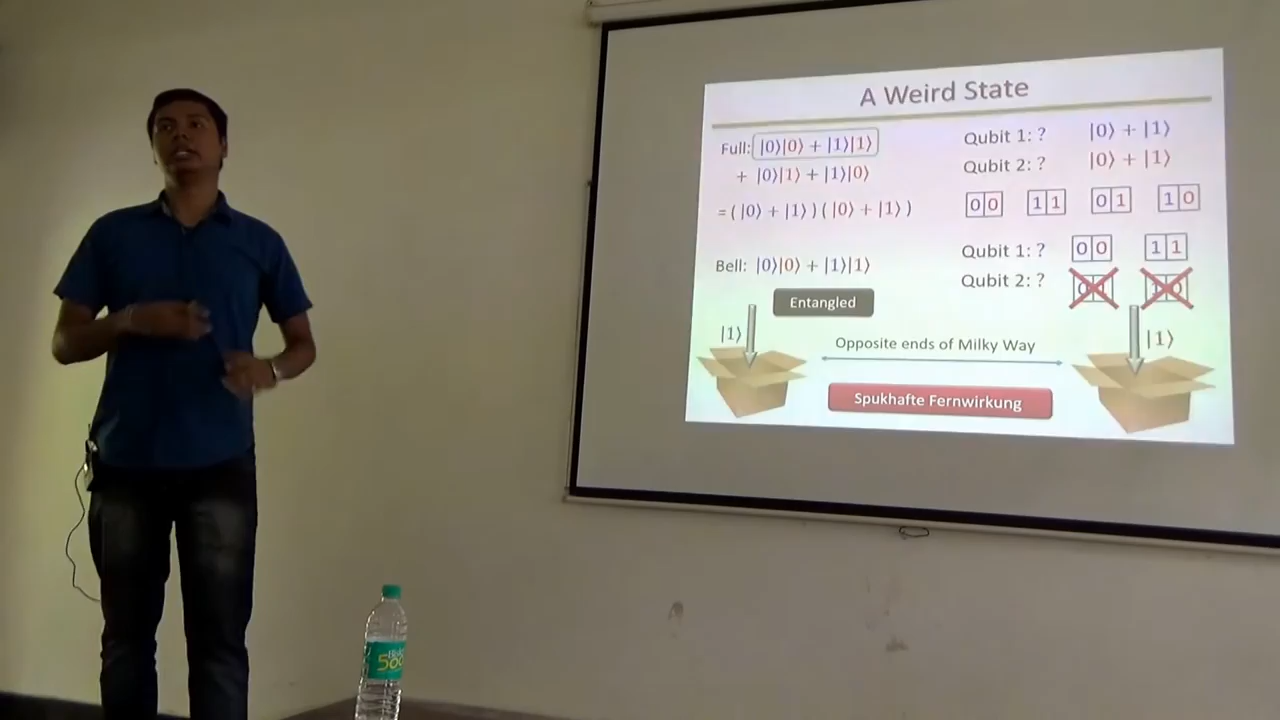 A Weird State
Full: |0⟩|0⟩ + |1⟩|1⟩
+ |0⟩|1⟩ + |1⟩|0⟩
= ( |0⟩ + |1⟩ ) ( |0⟩ + |1⟩ )
Qubit 1: ? |0⟩ + |1⟩
Qubit 2: ? |0⟩ + |1⟩
0 0 1 1 0 1 1 0
Bell: |0⟩|0⟩ + |1⟩|1⟩
Entangled
Qubit 1: ? 0 0 1 1
Qubit 2: ?
|1⟩
Opposite ends of Milky Way
|1⟩
Spukhafte Fernwirkung
500